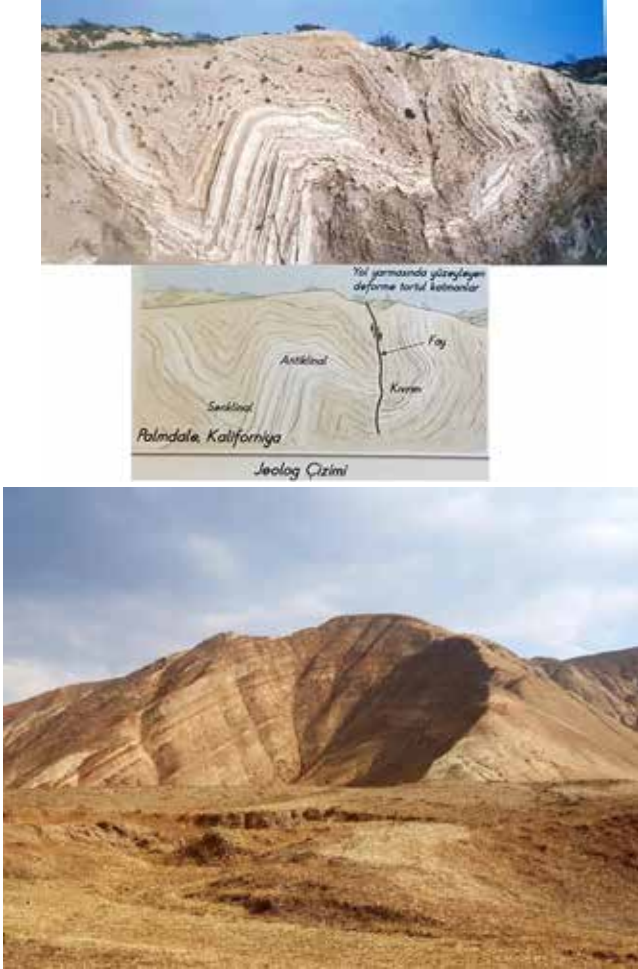 Yol yarmasında yüzeyleyen
deforme tortul katmanlar
Fay
Antiklinal
Kıvrım
Senklinal
Palmdale, Kaliforniya
Jeolog Çizimi